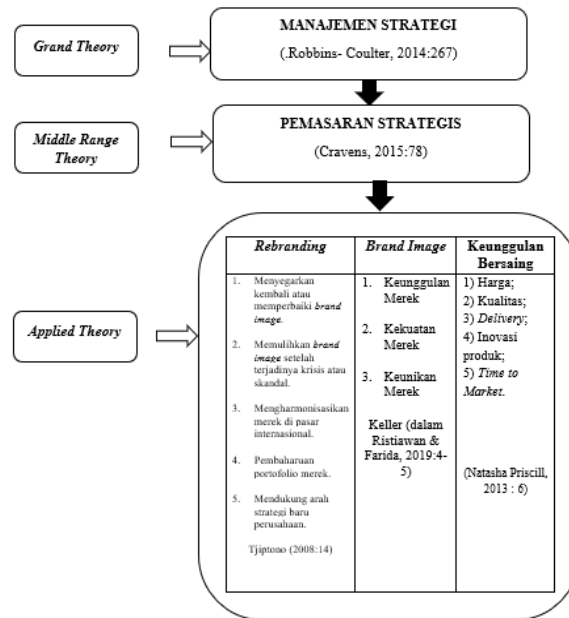 Grand Theory
MANAJEMEN STRATEGI
(.Robbins- Coulter, 2014:267)
Middle Range
Theory
PEMASARAN STRATEGIS
(Cravens, 2015:78)
Applied Theory
Rebranding
1. Menyegarkan
kembali atau
memperbaiki brand
image.
2. Memulihkan brand
image setelah
terjadinya krisis atau
skandal.
3. Mengharmonisasikan
merek di pasar
internasional.
4. Pembaharuan
portofolio merek.
5. Mendukung arah
strategi baru
perusahaan.
Tjiptono (2008:14)
Brand Image
1. Keunggulan
Merek
2. Kekuatan
Merek
3. Keunikan
Merek
Keller (dalam
Ristiawan &
Farida, 2019:4-
5)
Keunggulan
Bersaing
1) Harga;
2) Kualitas;
3) Delivery;
4) Inovasi
produk;
5) Time to
Market.
(Natasha Priscill,
2013 : 6)